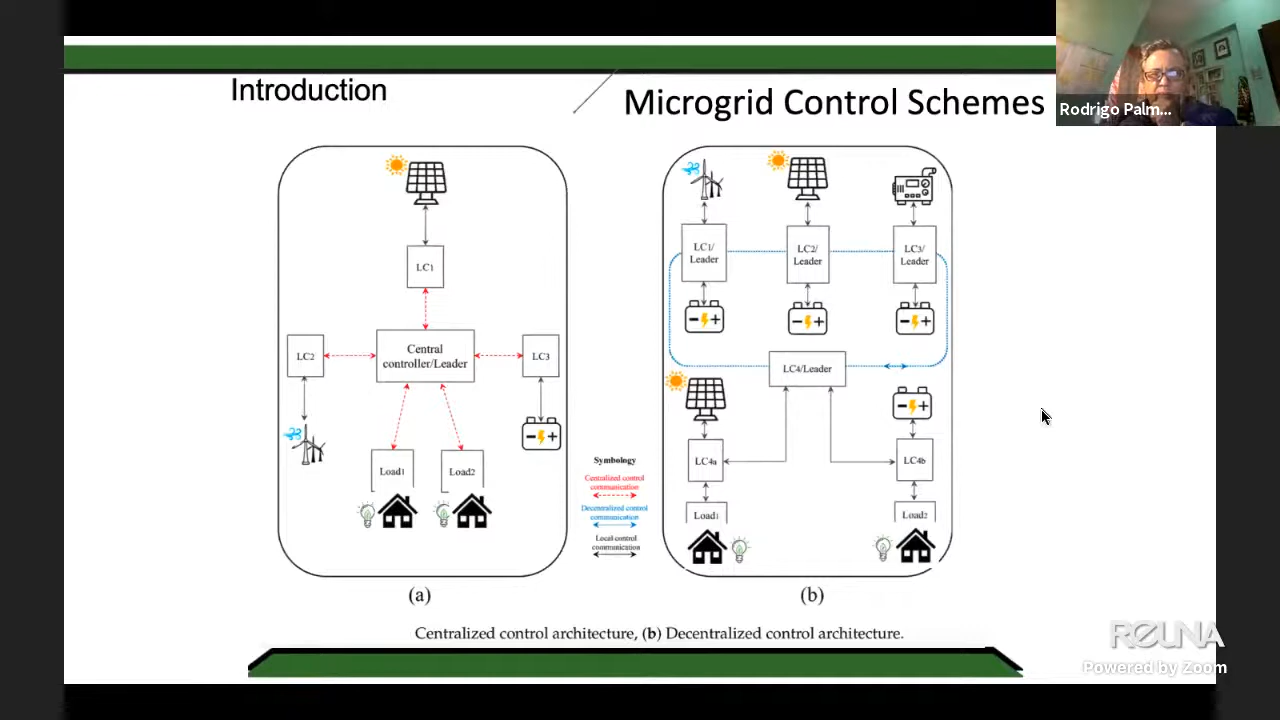 Introduction
Microgrid Control Schemes
Rodrigo Palm...
LC1
LC2
Central
controller/Leader
LC3
Load1
Load2
(a)
Symbology
Centralized control
communication
Decentralized control
communication
Local control
communication
LC1/
Leader
LC2/
Leader
LC3/
Leader
LC4/Leader
LC4a
LC4b
Load1
Load2
(b)
Centralized control architecture, (b) Decentralized control architecture.
REUNA
Powered by Zoom